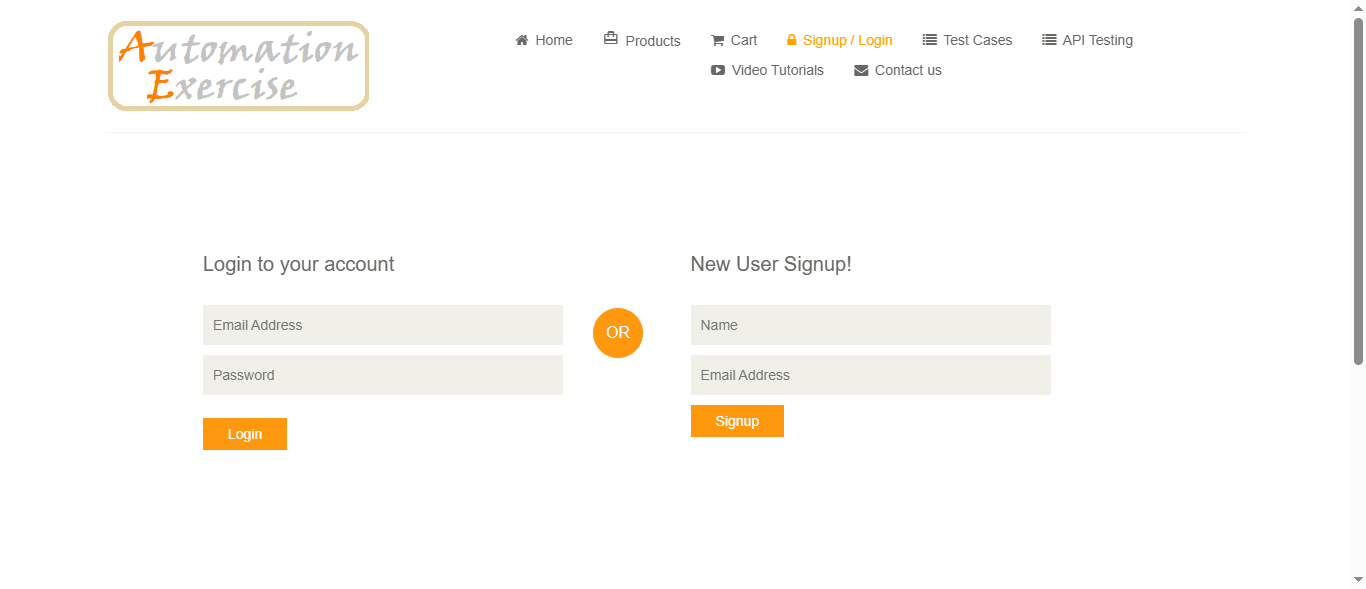 Automation
Exercise
Home Products Cart Signup / Login Test Cases API Testing
Video Tutorials Contact us
Login to your account
Email Address
Password
Login
OR
New User Signup!
Name
Email Address
Signup